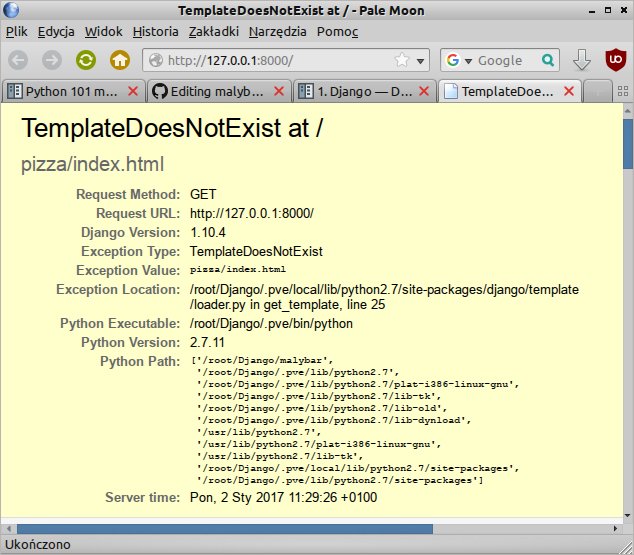 TemplateDoesNotExist at / - Pale Moon
Plik Edycja Widok Historia Zakładki Narzędzia Pomoc
http://127.0.0.1:8000/
Google
Python 101 m...
Editing malyb...
1. Django — D...
TemplateDoe...
TemplateDoesNotExist at /
pizza/index.html
Request Method: GET
Request URL: http://127.0.0.1:8000/
Django Version: 1.10.4
Exception Type: TemplateDoesNotExist
Exception Value: pizza/index.html
Exception Location: /root/Django/.pve/local/lib/python2.7/site-packages/django/template
/loader.py in get_template, line 25
Python Executable: /root/Django/.pve/bin/python
Python Version: 2.7.11
Python Path: ['/root/Django/malybar',
'/root/Django/.pve/lib/python2.7',
'/root/Django/.pve/lib/python2.7/plat-i386-linux-gnu',
'/root/Django/.pve/lib/python2.7/lib-tk',
'/root/Django/.pve/lib/python2.7/lib-old',
'/root/Django/.pve/lib/python2.7/lib-dynload',
'/usr/lib/python2.7',
'/usr/lib/python2.7/plat-i386-linux-gnu',
'/usr/lib/python2.7/lib-tk',
'/root/Django/.pve/local/lib/python2.7/site-packages',
'/root/Django/.pve/lib/python2.7/site-packages']
Server time: Pon, 2 Sty 2017 11:29:26 +0100
Ukończono